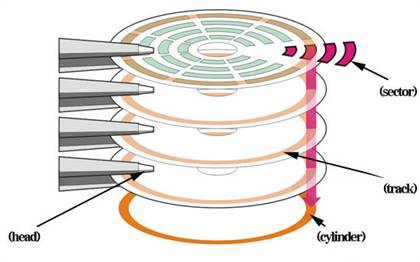 (sector)
(track)
(head)
(cylinder)